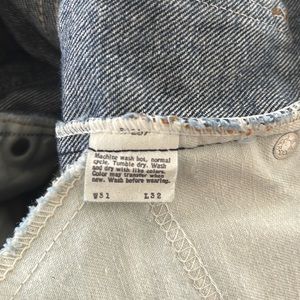 Machine wash hot, normal
cycle. Tumble dry. Wash
and dry with like colors.
Color may transfer when
new. Wash before wearing.
W31 L32